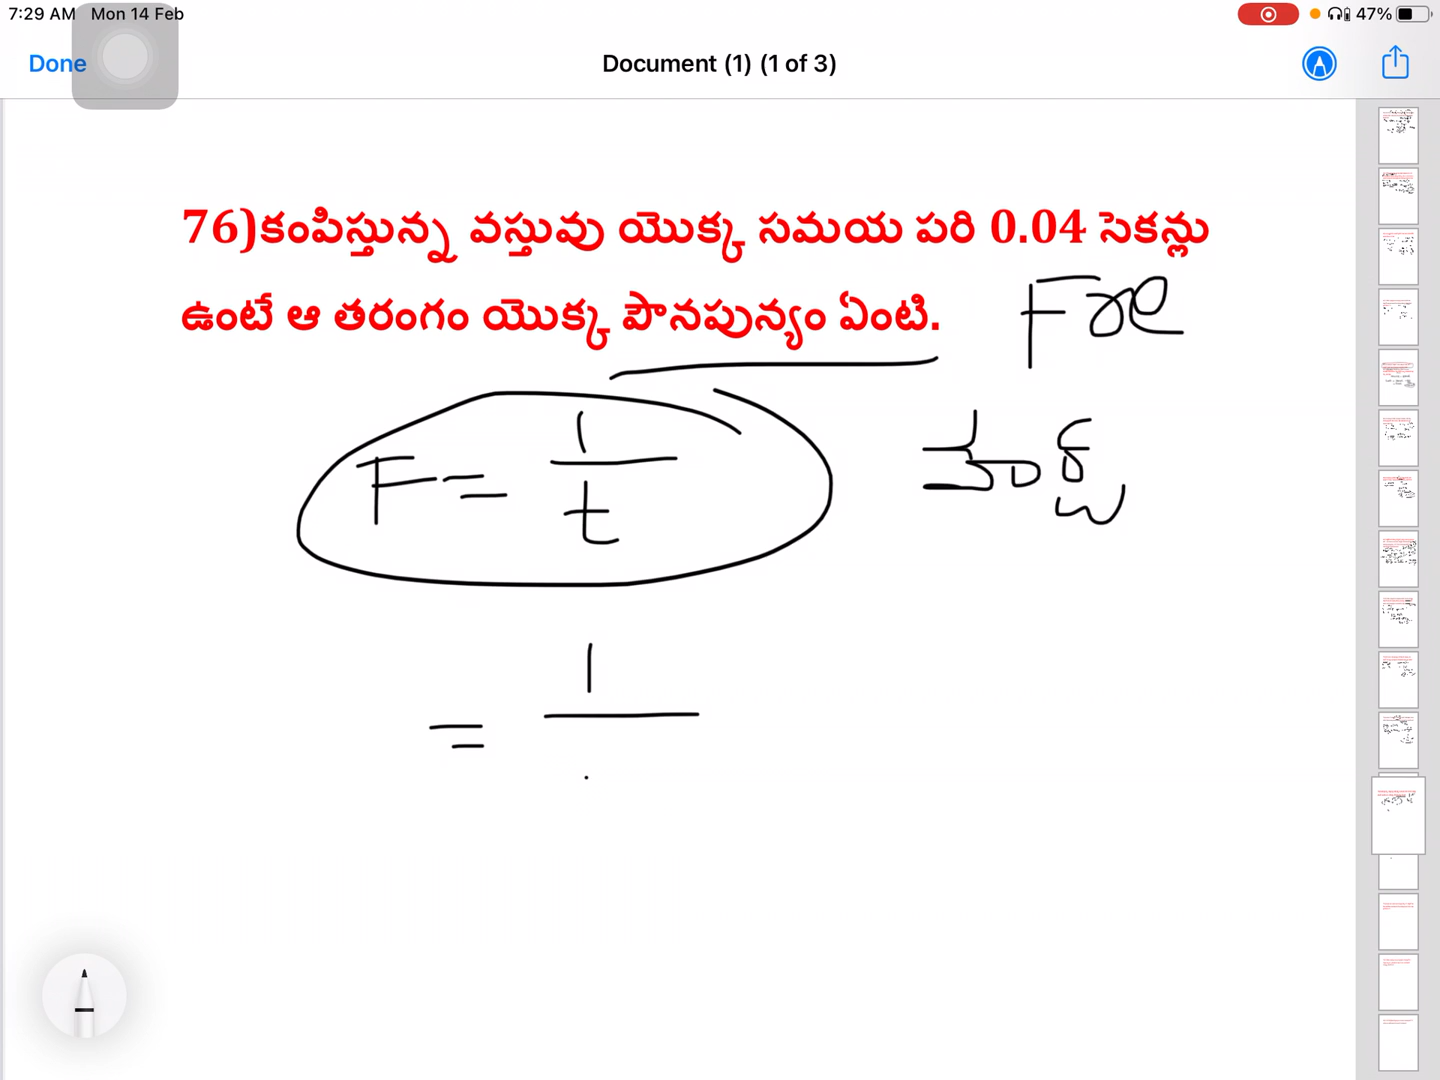 7:29 AM Mon 14 Feb
47%
Done
Document (1) (1 of 3)
76)కంపిస్తున్న వస్తువు యొక్క సమయ పరి 0.04 సెకన్లు
ఉంటే ఆ తరంగం యొక్క పౌనపున్యం ఏంటి.
Fre
F = 1/t
= 1